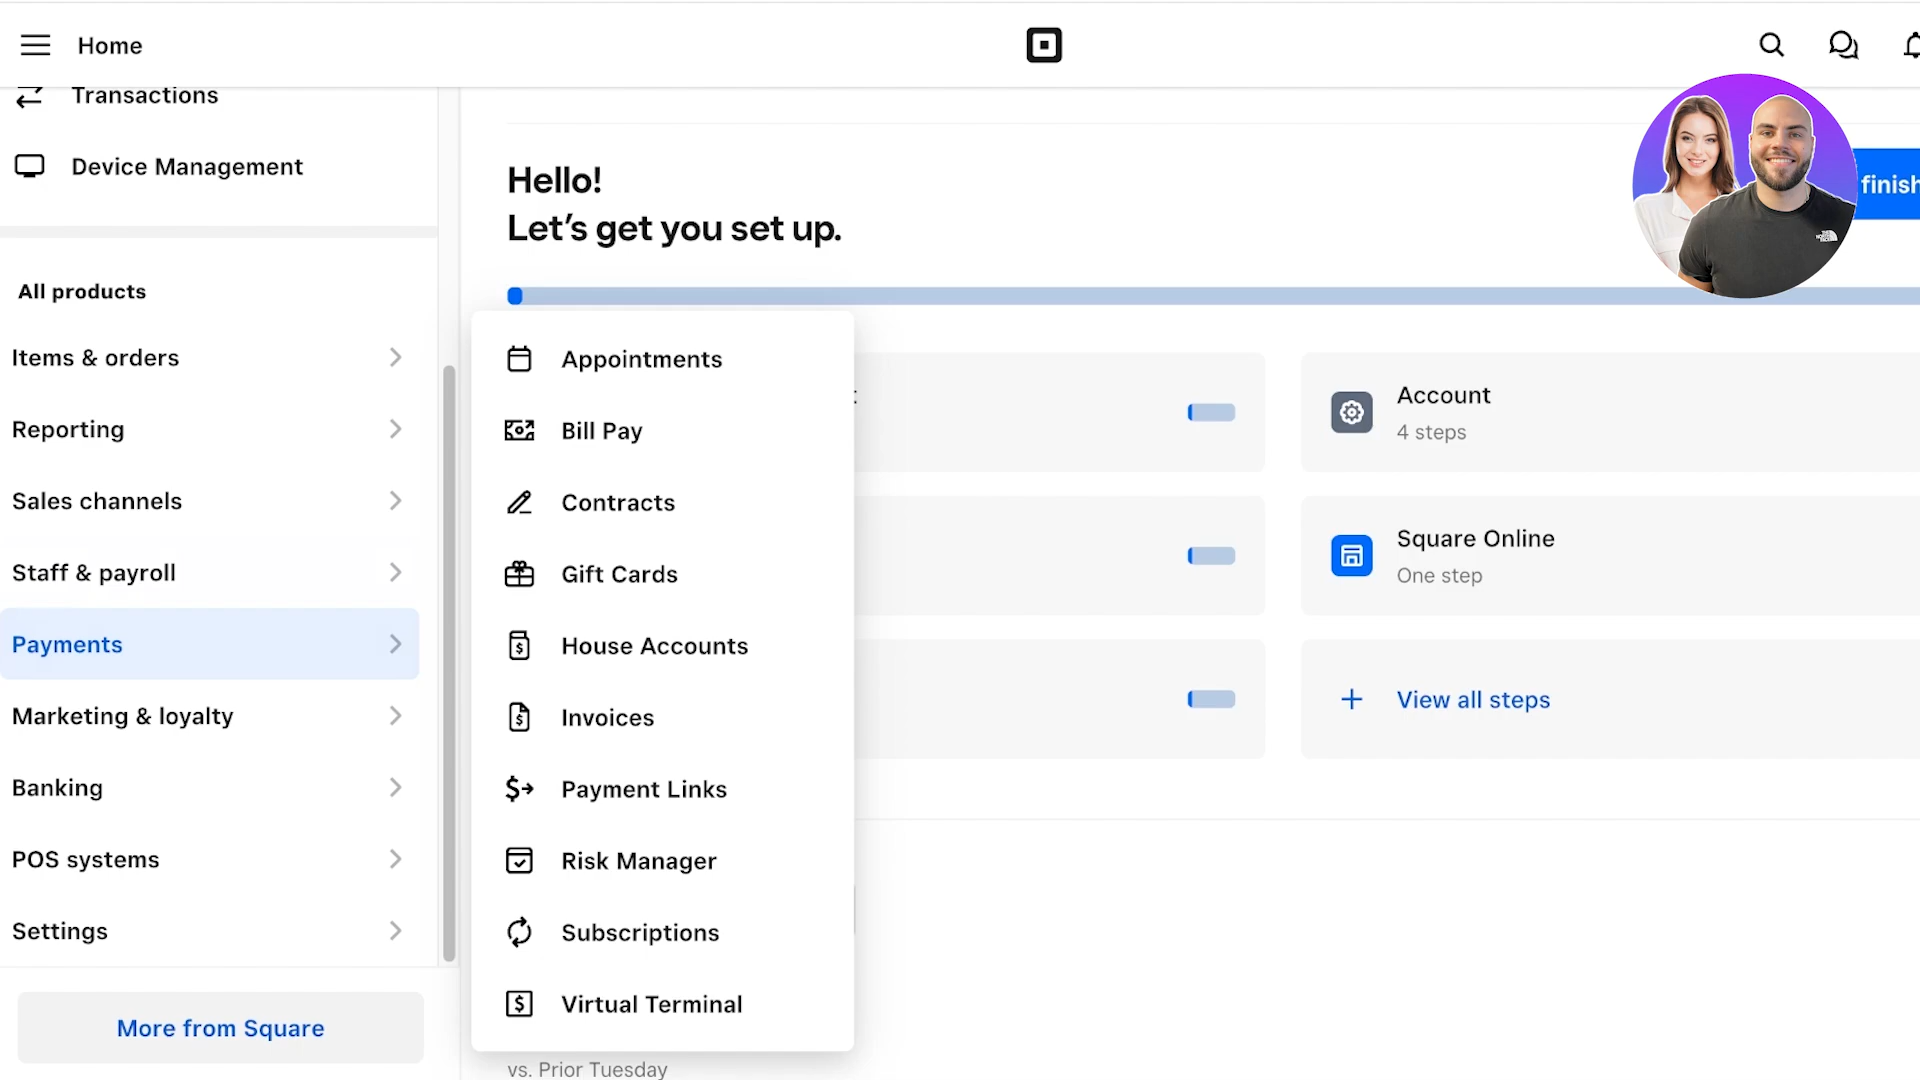 Home
Transactions
Device Management
All products
Items & orders
Reporting
Sales channels
Staff & payroll
Payments
Marketing & loyalty
Banking
POS systems
Settings
More from Square
Appointments
Bill Pay
Contracts
Gift Cards
House Accounts
Invoices
Payment Links
Risk Manager
Subscriptions
Virtual Terminal
Hello!
Let's get you set up.
finish
Account
4 steps
Square Online
One step
View all steps
vs. Prior Tuesday